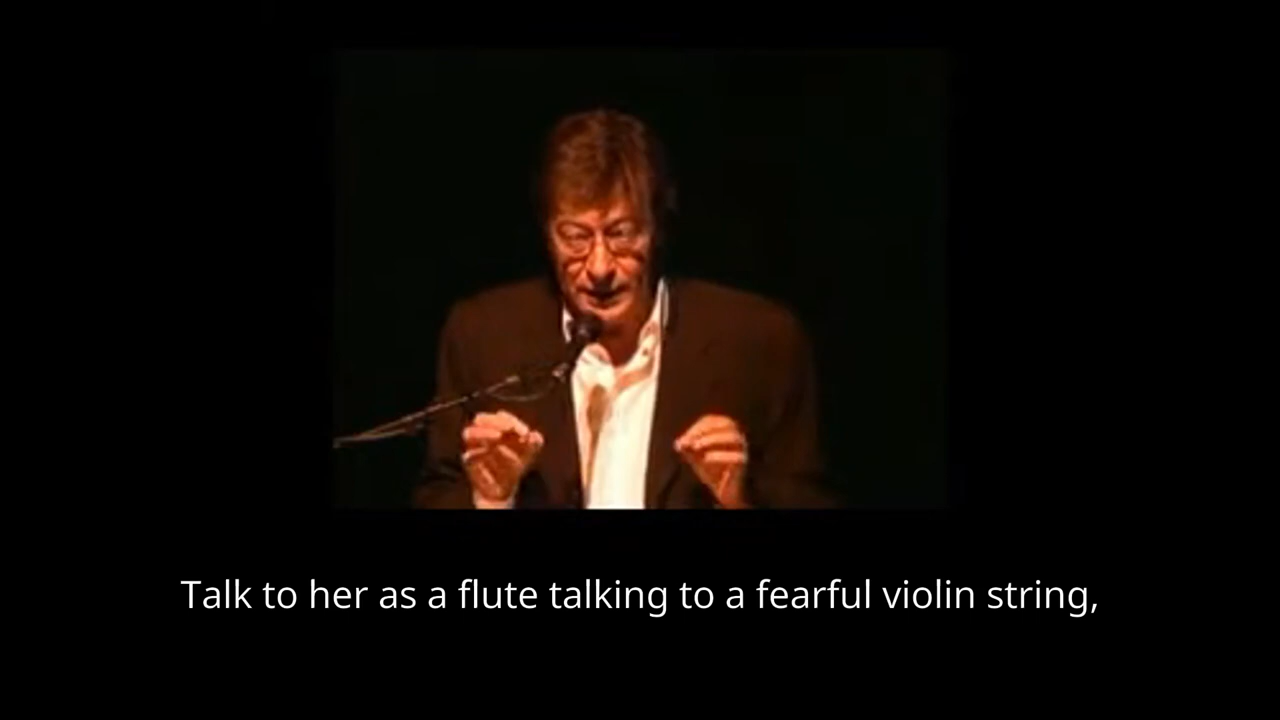 Talk to her as a flute talking to a fearful violin string,